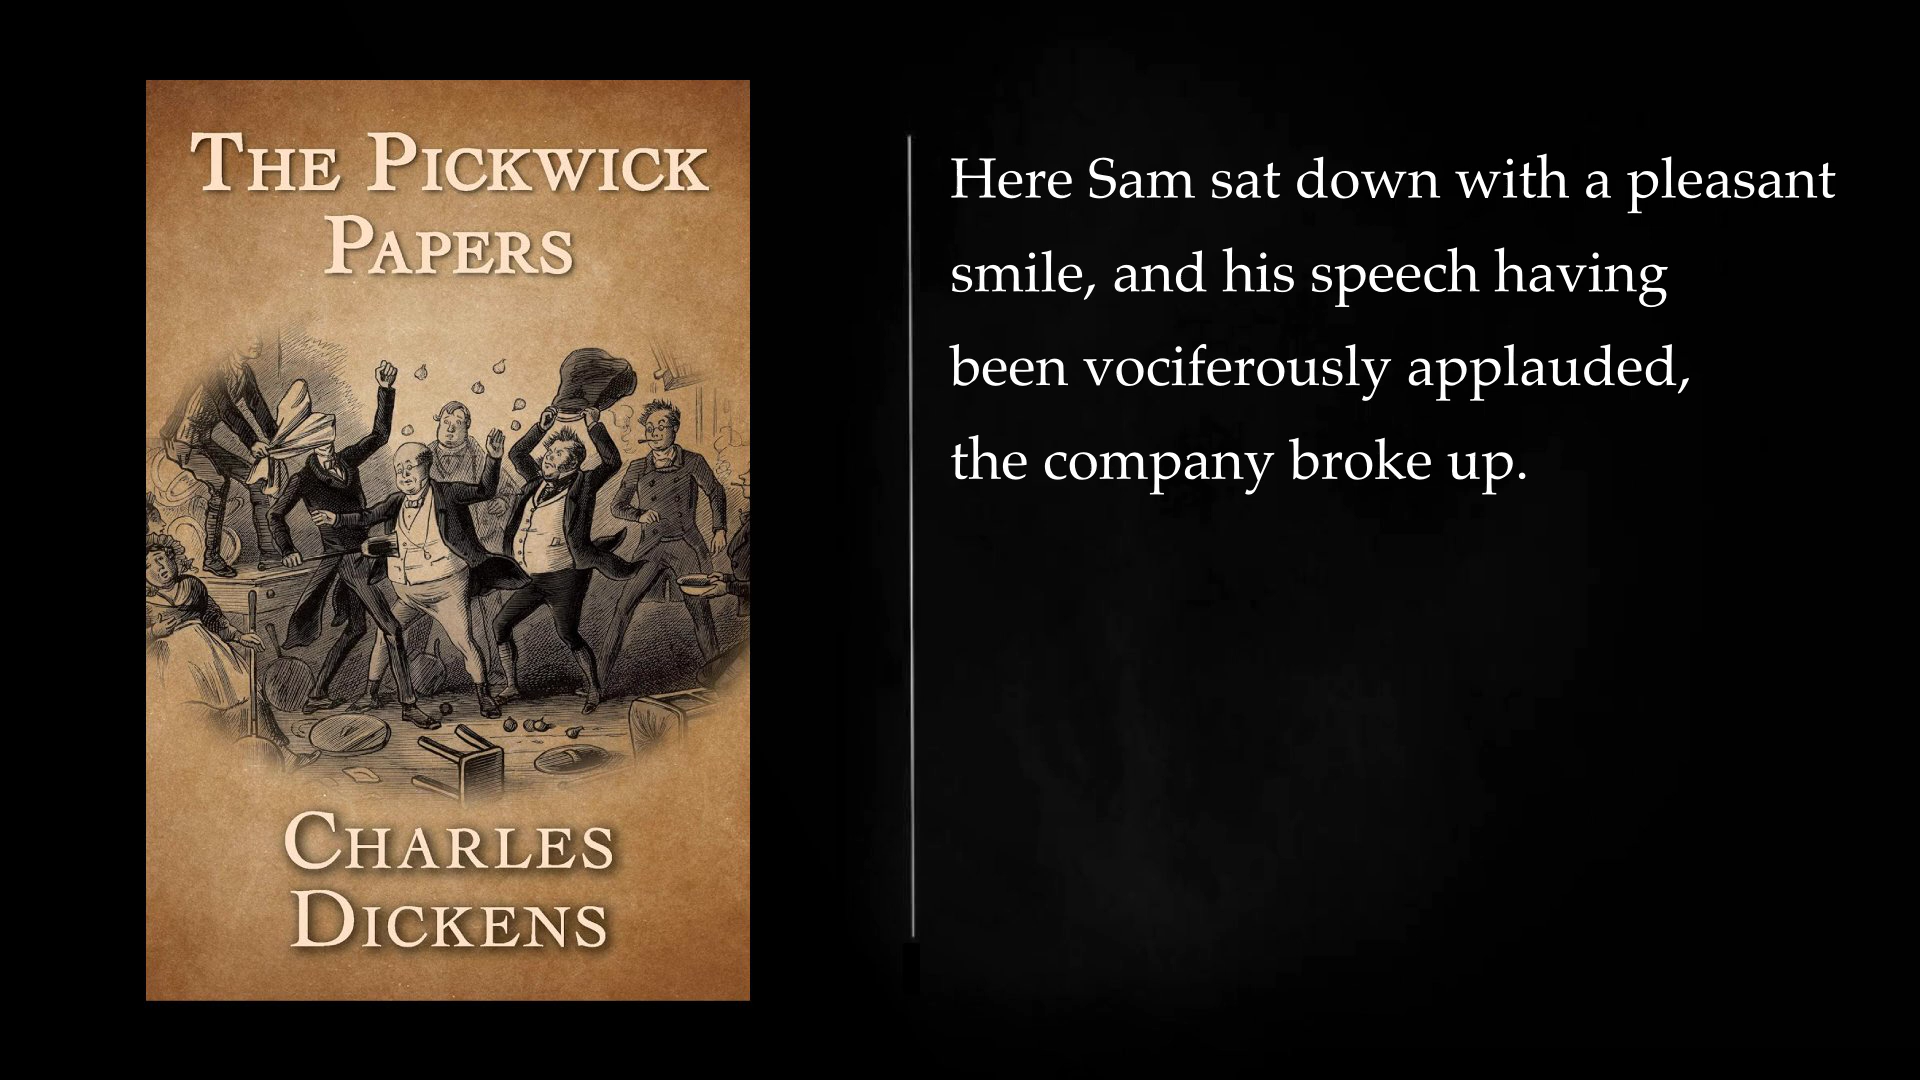 The Pickwick
Papers
Charles
Dickens
Here Sam sat down with a pleasant
smile, and his speech having
been vociferously applauded,
the company broke up.